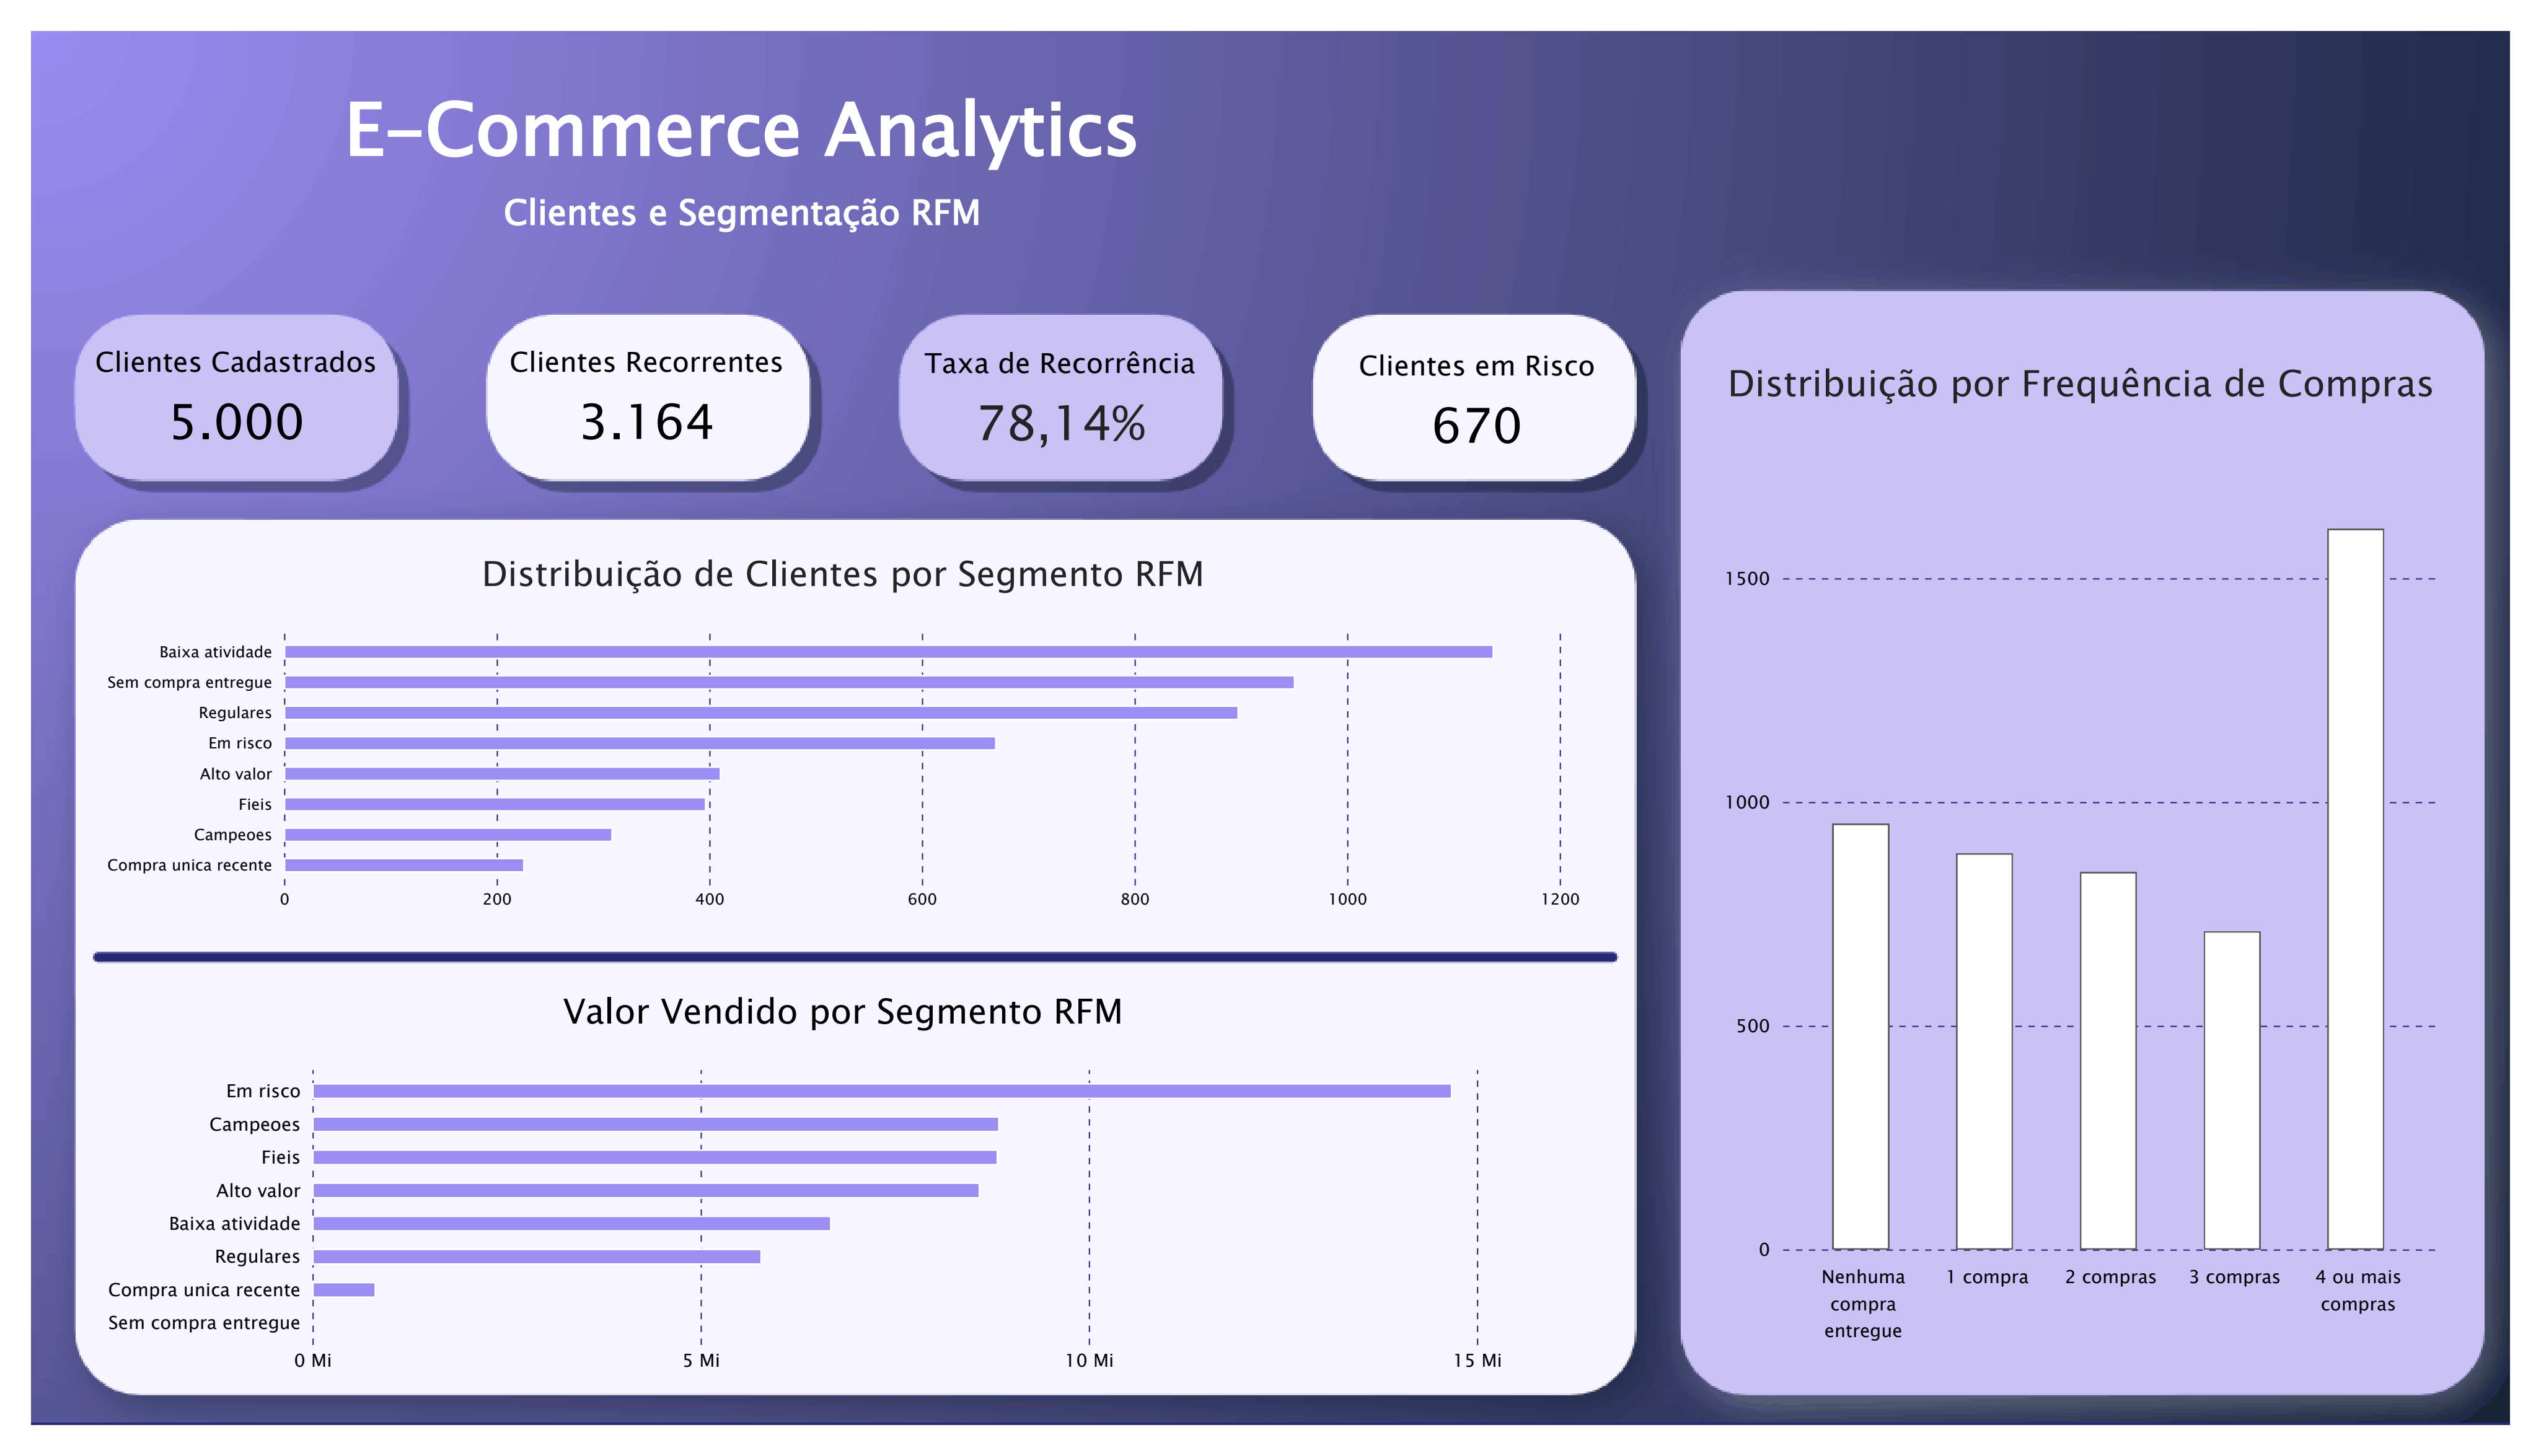 E-Commerce Analytics
Clientes e Segmentação RFM
Clientes Cadastrados
5.000
Clientes Recorrentes
3.164
Taxa de Recorrência
78,14%
Clientes em Risco
670
Distribuição de Clientes por Segmento RFM
Baixa atividade
Sem compra entregue
Regulares
Em risco
Alto valor
Fieis
Campeoes
Compra unica recente
0 200 400 600 800 1000 1200
Valor Vendido por Segmento RFM
Em risco
Campeoes
Fieis
Alto valor
Baixa atividade
Regulares
Compra unica recente
Sem compra entregue
0 Mi 5 Mi 10 Mi 15 Mi
Distribuição por Frequência de Compras
1500
1000
500
0
Nenhuma compra entregue
1 compra
2 compras
3 compras
4 ou mais compras